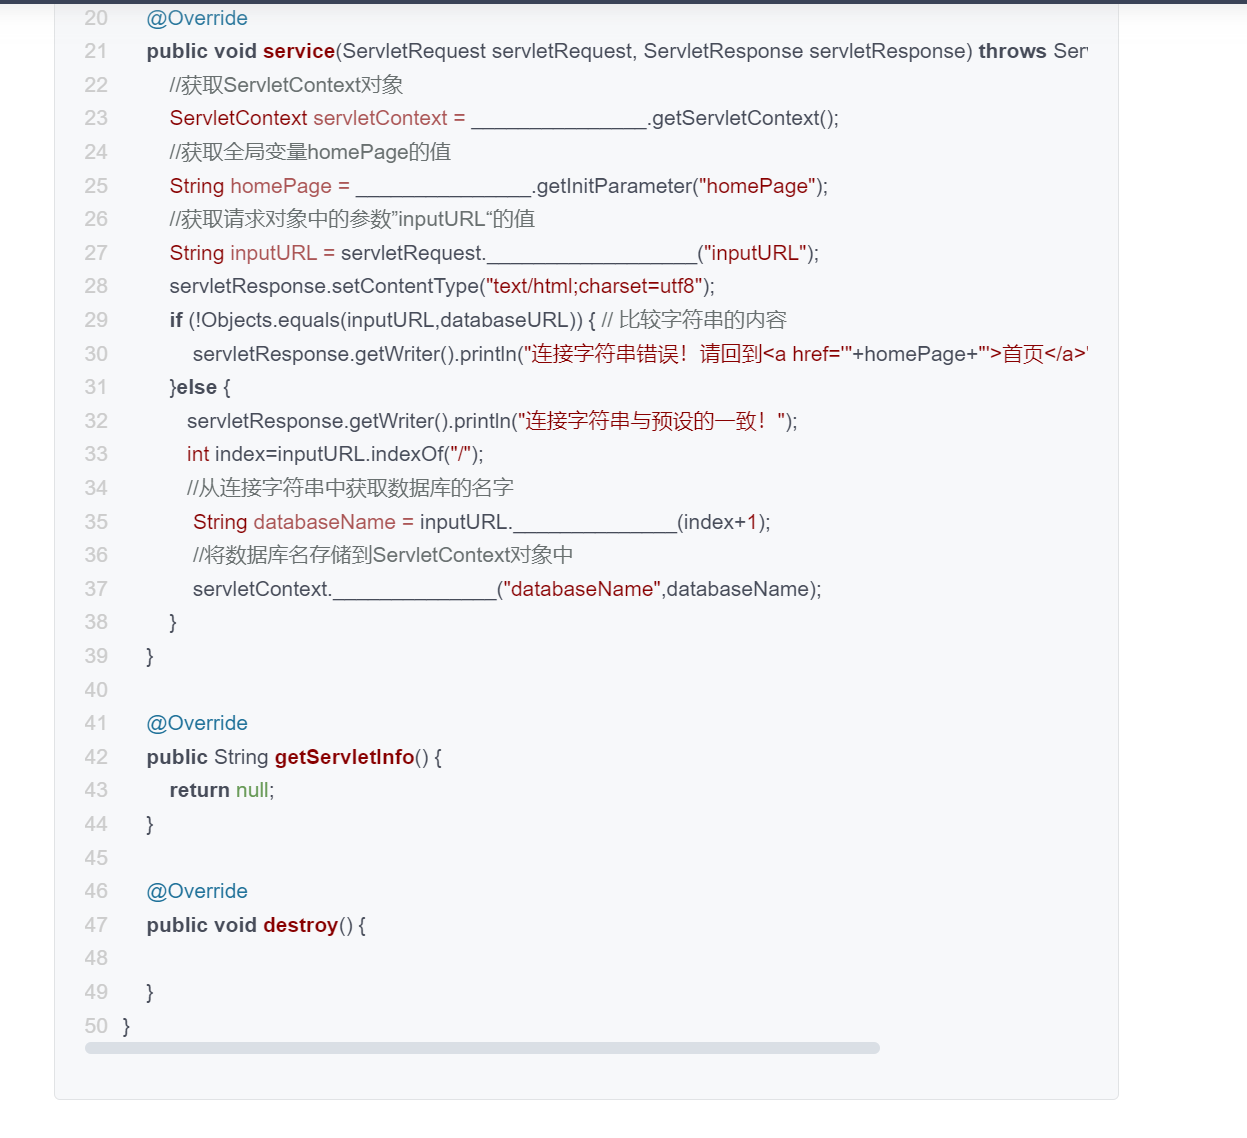 20 @Override
21 public void service(ServletRequest servletRequest, ServletResponse servletResponse) throws Ser
22 //获取ServletContext对象
23 ServletContext servletContext = ________________.getServletContext();
24 //获取全局变量homePage的值
25 String homePage = ________________.getInitParameter("homePage");
26 //获取请求对象中的参数”inputURL“的值
27 String inputURL = servletRequest.___________________("inputURL");
28 servletResponse.setContentType("text/html;charset=utf8");
29 if (!Objects.equals(inputURL,databaseURL)) { // 比较字符串的内容
30 servletResponse.getWriter().println("连接字符串错误！请回到<a href='"+homePage+"'>首页</a>"
31 }else {
32 servletResponse.getWriter().println("连接字符串与预设的一致！");
33 int index=inputURL.indexOf("/");
34 //从连接字符串中获取数据库的名字
35 String databaseName = inputURL._______________(index+1);
36 //将数据库名存储到ServletContext对象中
37 servletContext._______________("databaseName",databaseName);
38 }
39 }
40
41 @Override
42 public String getServletInfo() {
43 return null;
44 }
45
46 @Override
47 public void destroy() {
48
49 }
50 }